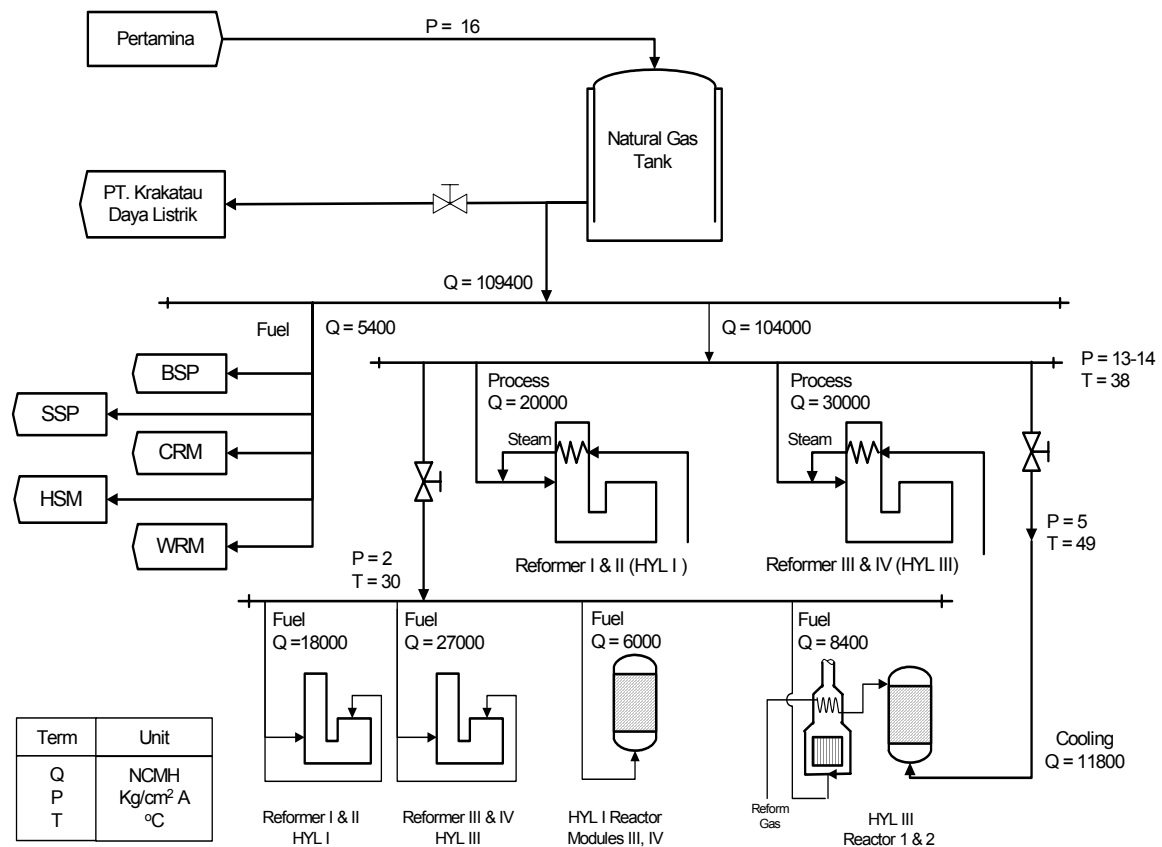 Pertamina
P = 16
Natural Gas
Tank
PT. Krakatau
Daya Listrik
Q = 109400
Fuel
Q = 5400
Q = 104000
BSP
SSP
CRM
HSM
WRM
P = 13-14
T = 38
Process
Q = 20000
Steam
Reformer I & II (HYL I )
Process
Q = 30000
Steam
Reformer III & IV (HYL III)
P = 5
T = 49
P = 2
T = 30
Fuel
Q =18000
Reformer I & II
HYL I
Fuel
Q = 27000
Reformer III & IV
HYL III
Fuel
Q = 6000
HYL I Reactor
Modules III, IV
Fuel
Q = 8400
Reform
Gas
HYL III
Reactor 1 & 2
Cooling
Q = 11800
Term Unit
Q NCMH
P Kg/cm² A
T ºC